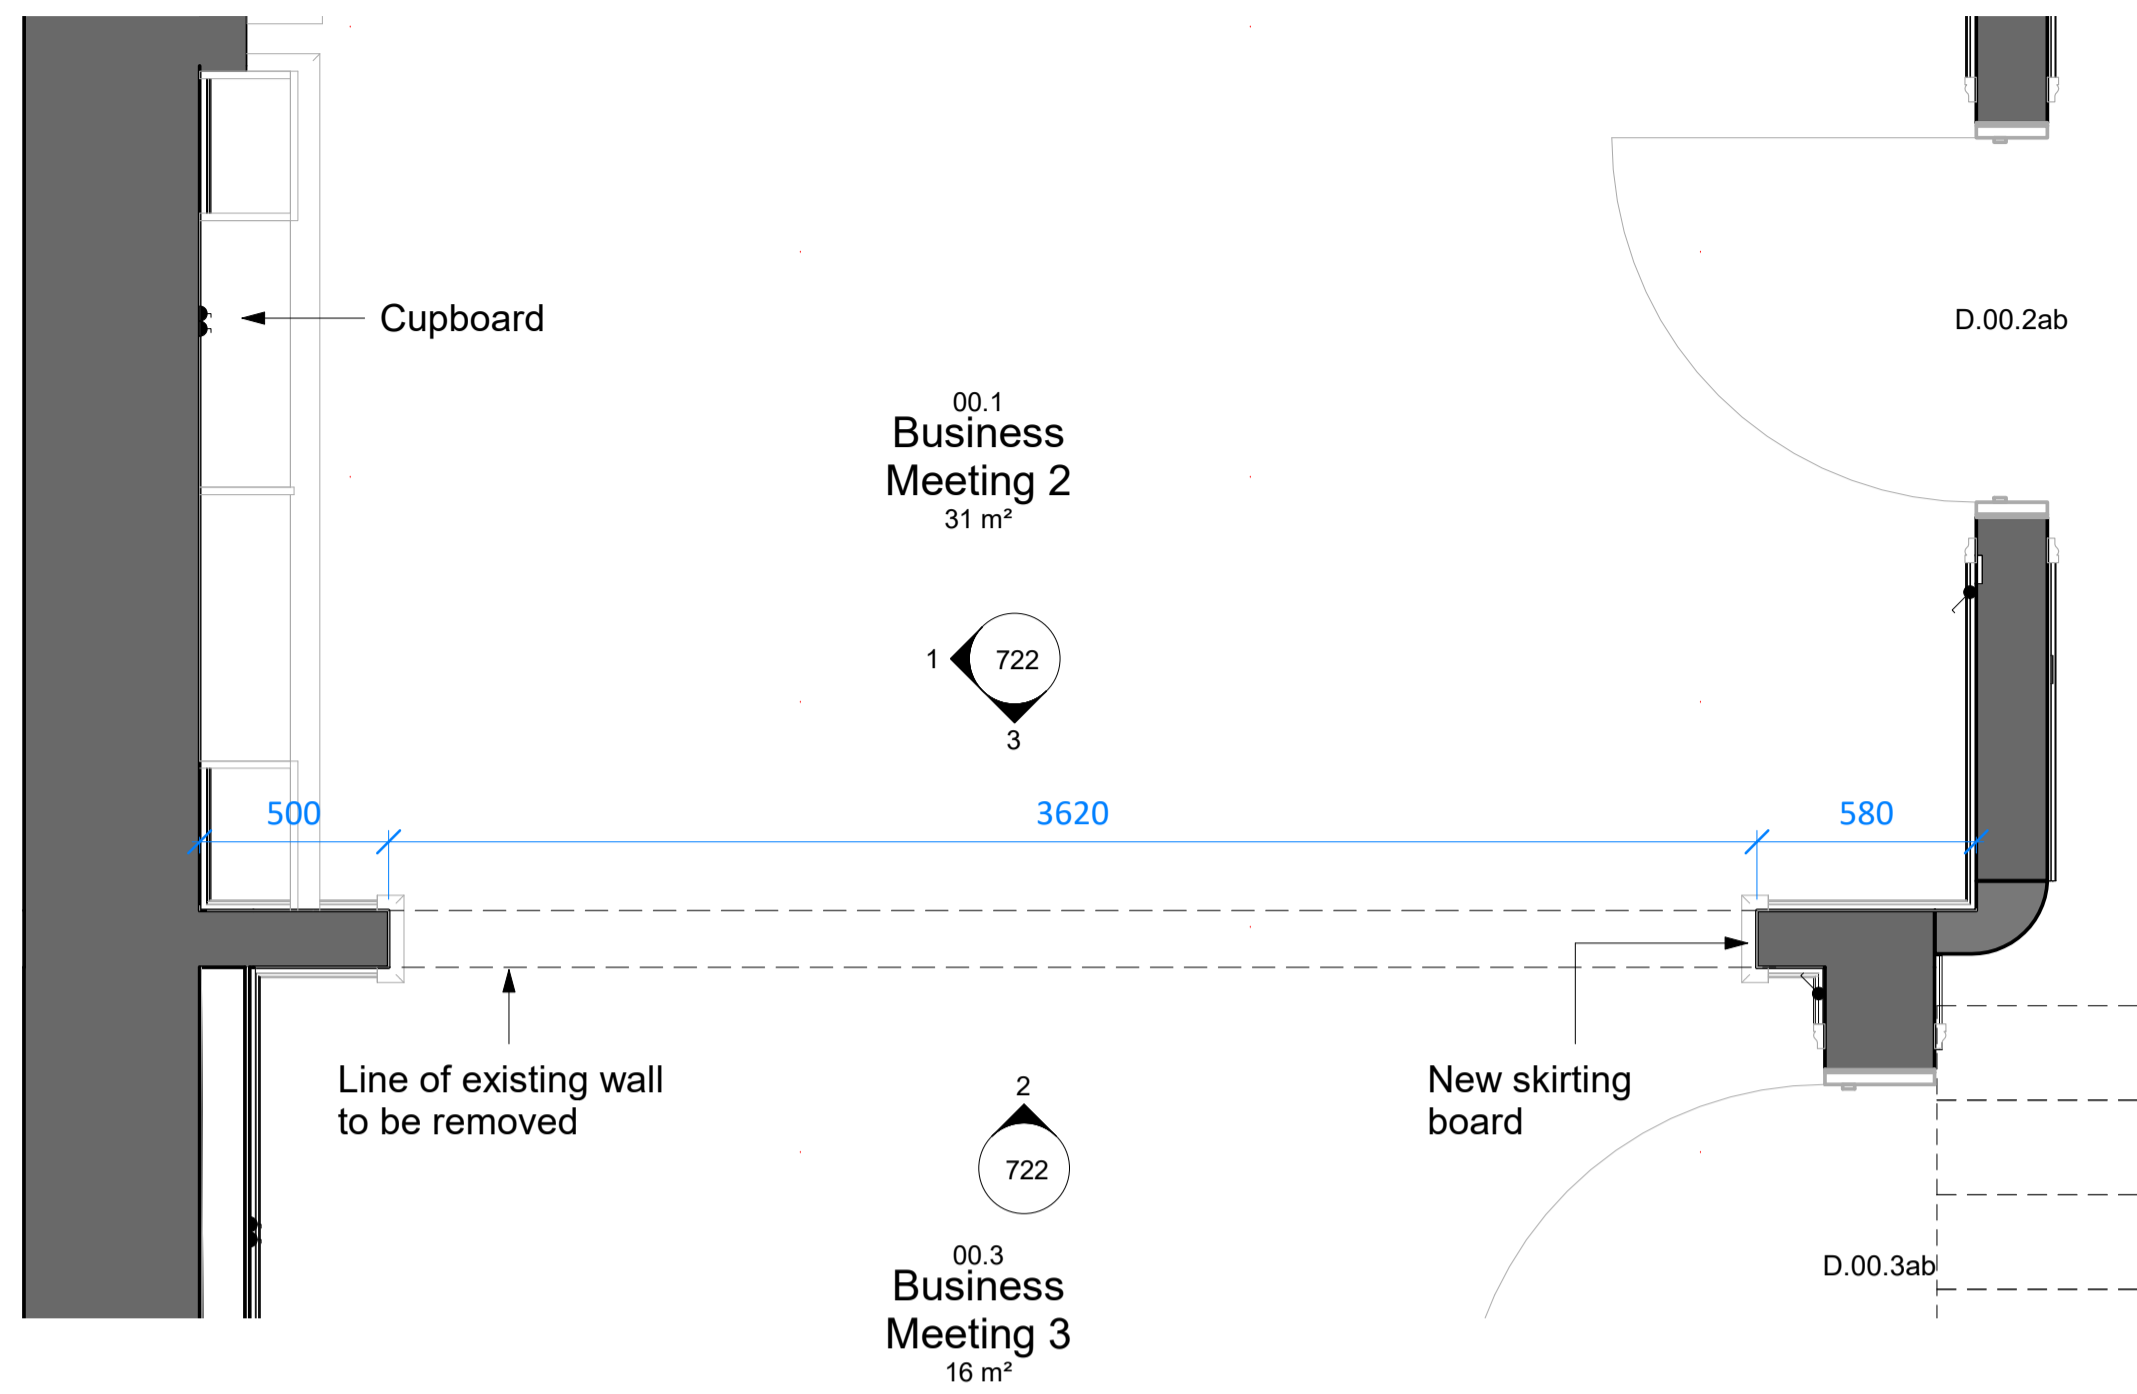 Cupboard
D.00.2ab
00.1
Business
Meeting 2
31 m²
1
722
3
500
3620
580
Line of existing wall
to be removed
New skirting
board
2
722
00.3
Business
Meeting 3
16 m²
D.00.3ab